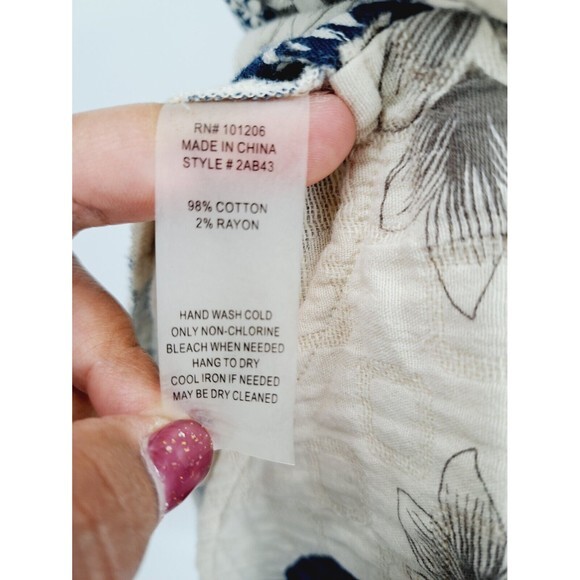 RN# 101206
MADE IN CHINA
STYLE # 2AB43
98% COTTON
2% RAYON
HAND WASH COLD
ONLY NON-CHLORINE
BLEACH WHEN NEEDED
HANG TO DRY
COOL IRON IF NEEDED
MAY BE DRY CLEANED